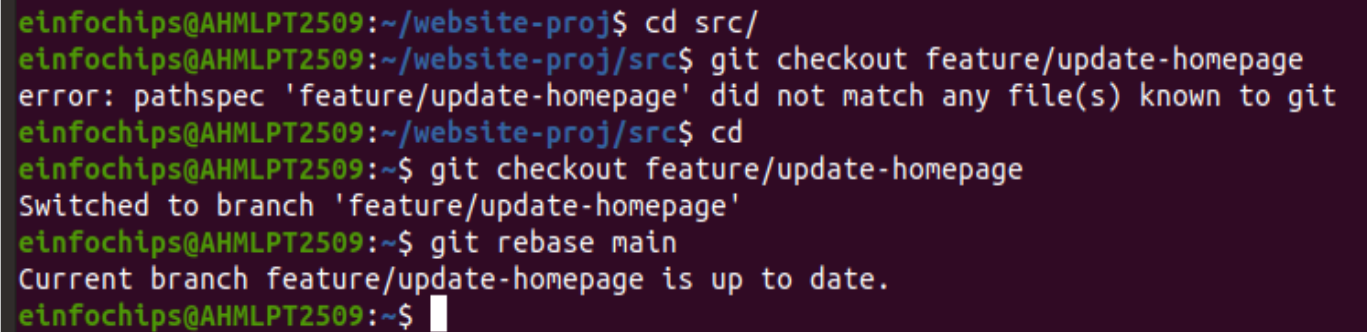 einfochips@AHMLPT2509:~/website-proj$ cd src/
einfochips@AHMLPT2509:~/website-proj/src$ git checkout feature/update-homepage
error: pathspec 'feature/update-homepage' did not match any file(s) known to git
einfochips@AHMLPT2509:~/website-proj/src$ cd
einfochips@AHMLPT2509:~$ git checkout feature/update-homepage
Switched to branch 'feature/update-homepage'
einfochips@AHMLPT2509:~$ git rebase main
Current branch feature/update-homepage is up to date.
einfochips@AHMLPT2509:~$